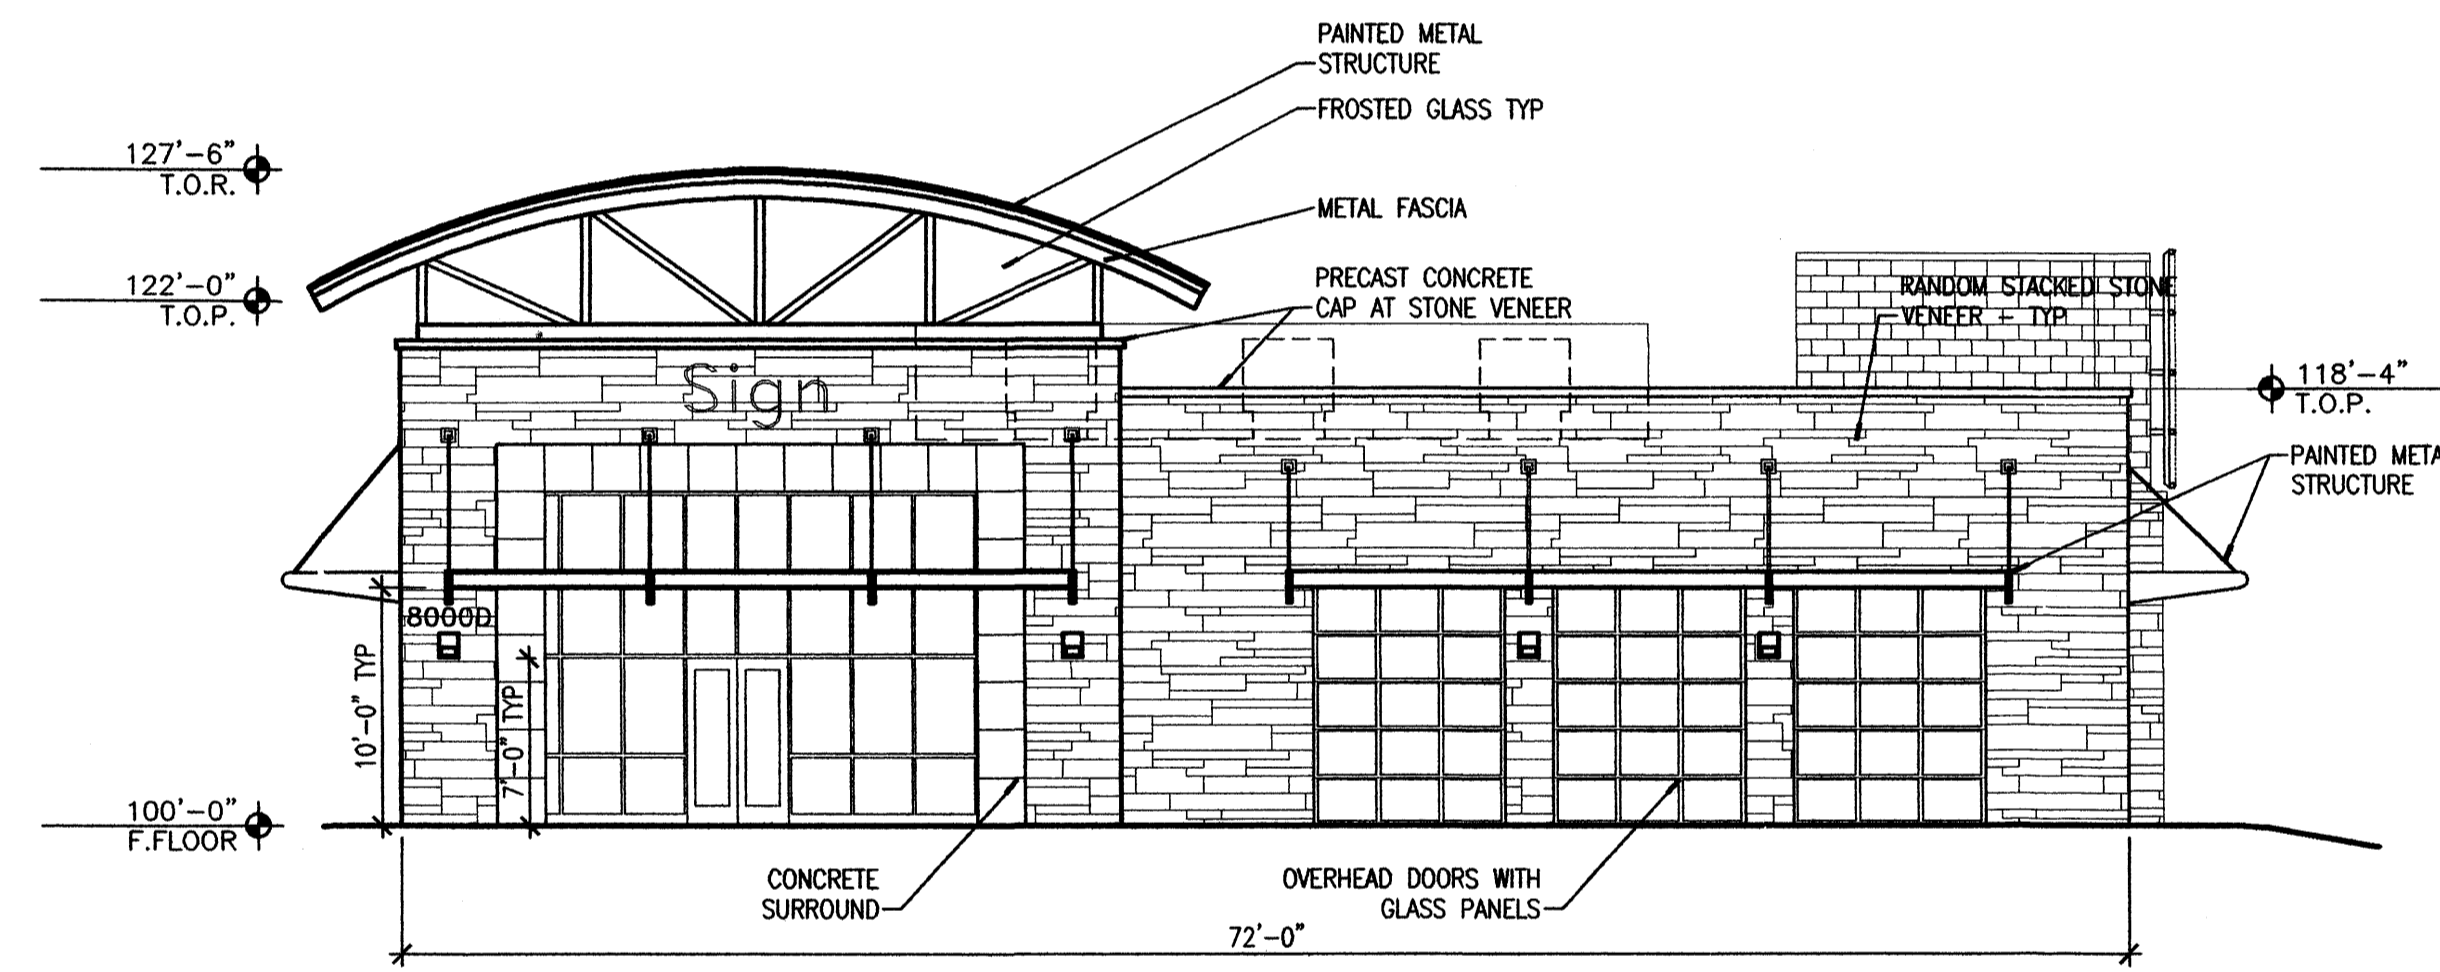 PAINTED METAL
STRUCTURE
FROSTED GLASS TYP
127'-6"
T.O.R.
METAL FASCIA
122'-0"
T.O.P.
PRECAST CONCRETE
CAP AT STONE VENEER
RANDOM STACKED STONE
VENEER - TYP
Sign
118'-4"
T.O.P.
PAINTED META
STRUCTURE
8000D
10'-0" TYP
7'-0" TYP
100'-0"
F.FLOOR
CONCRETE
SURROUND
OVERHEAD DOORS WITH
GLASS PANELS
72'-0"